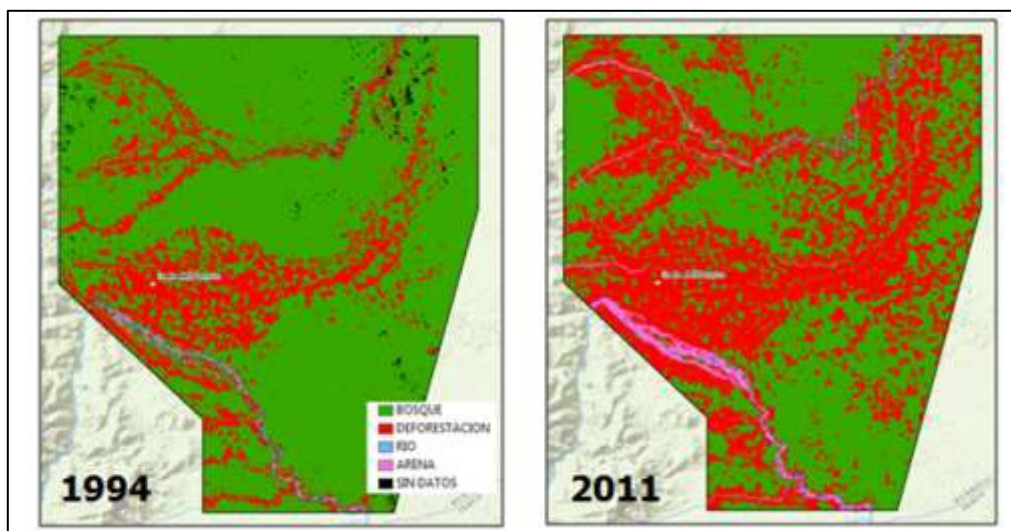 BOSQUE
DEFORESTACION
RIO
ARENA
SIN DATOS
1994
2011